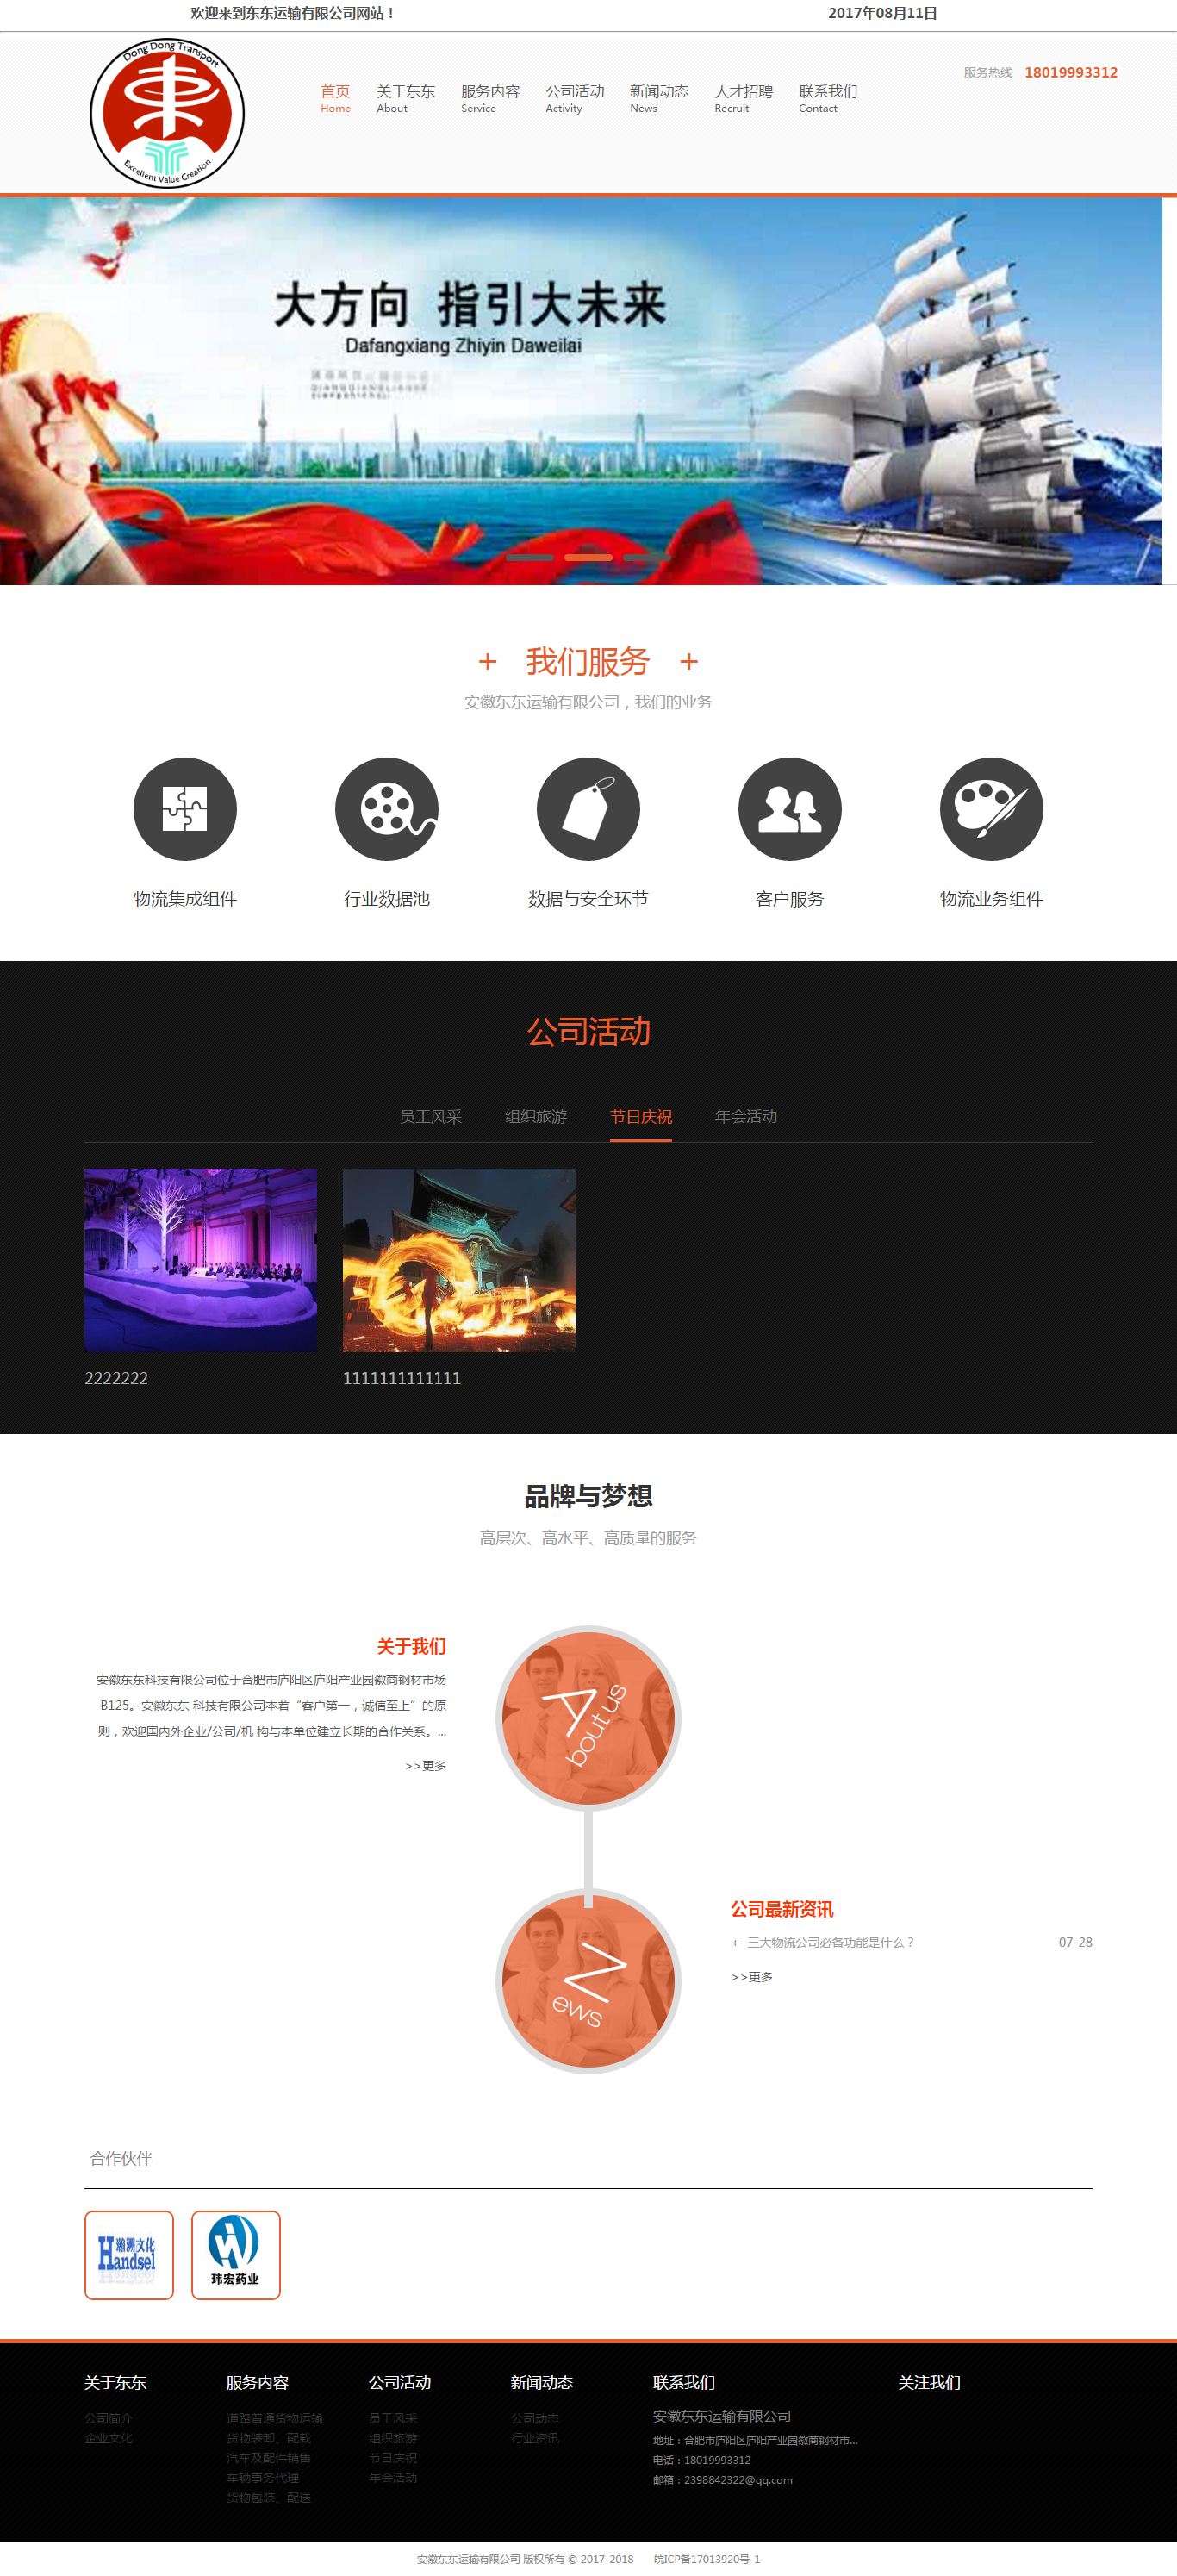 欢迎来到东东运输有限公司网站！
2017年08月11日
Dong Dong Transport
Excellent Value Creation
首页
Home
关于东东
About
服务内容
Service
公司活动
Activity
新闻动态
News
人才招聘
Recruit
联系我们
Contact
服务热线 18019993312
大方向 指引大未来
Dafangxiang Zhiyin Daweilai
+ 我们服务 +
安徽东东运输有限公司，我们的业务
物流集成组件
行业数据池
数据与安全环节
客户服务
物流业务组件
公司活动
员工风采 组织旅游 节日庆祝 年会活动
2222222
1111111111111
品牌与梦想
高层次、高水平、高质量的服务
关于我们
安徽东东科技有限公司位于合肥市庐阳区庐阳产业园徽商钢材市场
B125。安徽东东 科技有限公司本着“客户第一，诚信至上”的原
则，欢迎国内外企业/公司/机 构与本单位建立长期的合作关系。...
>>更多
About us
News
公司最新资讯
+ 三大物流公司必备功能是什么？ 07-28
>>更多
合作伙伴
瀚溯文化
Handsel
玮宏药业
关于东东
公司简介
企业文化
服务内容
道路普通货物运输
货物装卸、配载
汽车及配件销售
车辆事务代理
货物包装、配送
公司活动
员工风采
组织旅游
节日庆祝
年会活动
新闻动态
公司动态
行业资讯
联系我们
安徽东东运输有限公司
地址：合肥市庐阳区庐阳产业园徽商钢材市...
电话：18019993312
邮箱：2398842322@qq.com
关注我们
安徽东东运输有限公司 版权所有 © 2017-2018 皖ICP备17013920号-1